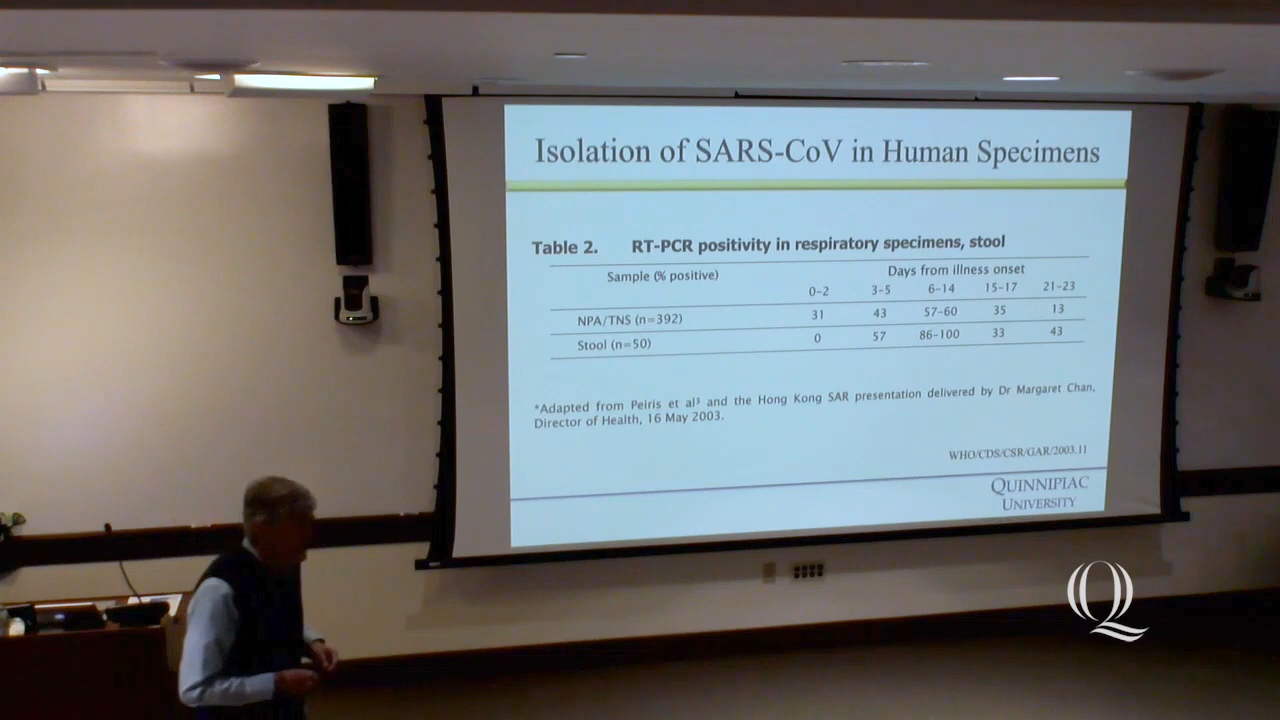 Isolation of SARS-CoV in Human Specimens
Table 2. RT-PCR positivity in respiratory specimens, stool
Sample (% positive) Days from illness onset
0-2 3-5 6-14 15-17 21-23
NPA/TNS (n=392) 31 43 57-60 35 13
Stool (n=50) 0 57 86-100 33 43
*Adapted from Peiris et al³ and the Hong Kong SAR presentation delivered by Dr Margaret Chan,
Director of Health, 16 May 2003.
WHO/CDS/CSR/GAR/2003.11
QUINNIPIAC
UNIVERSITY
Q